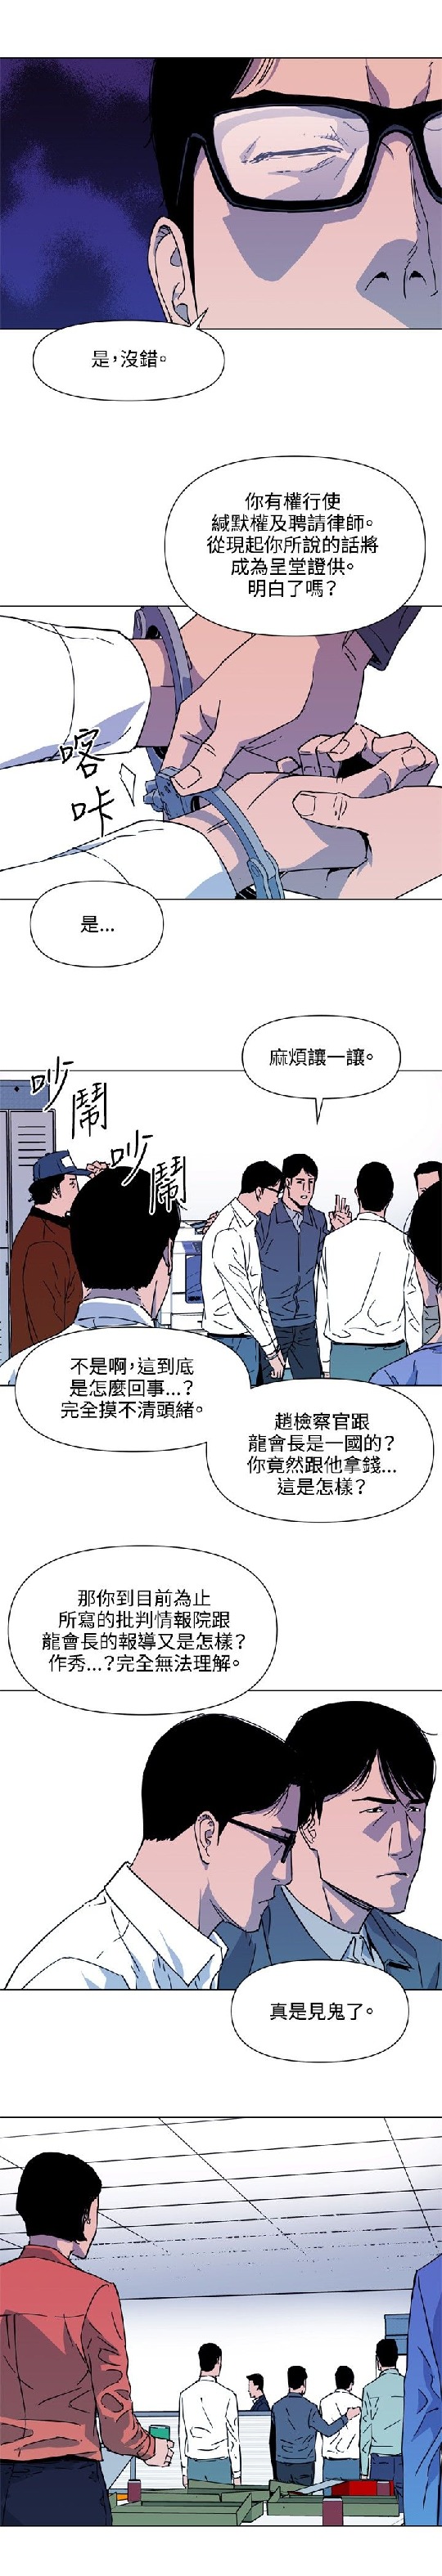 是，沒錯。
你有權行使
緘默權及聘請律師。
從現起你所說的話將
成為呈堂證供。
明白了嗎？
喀
咔
是...
麻煩讓一讓。
吵
鬧
吵
鬧
不是啊，這到底
是怎麼回事...？
完全摸不清頭緒。
趙檢察官跟
龍會長是一國的？
你竟然跟他拿錢...
這是怎樣？
那你到目前為止
所寫的批判情報院跟
龍會長的報導又是怎樣？
作秀...？完全無法理解。
真是見鬼了。